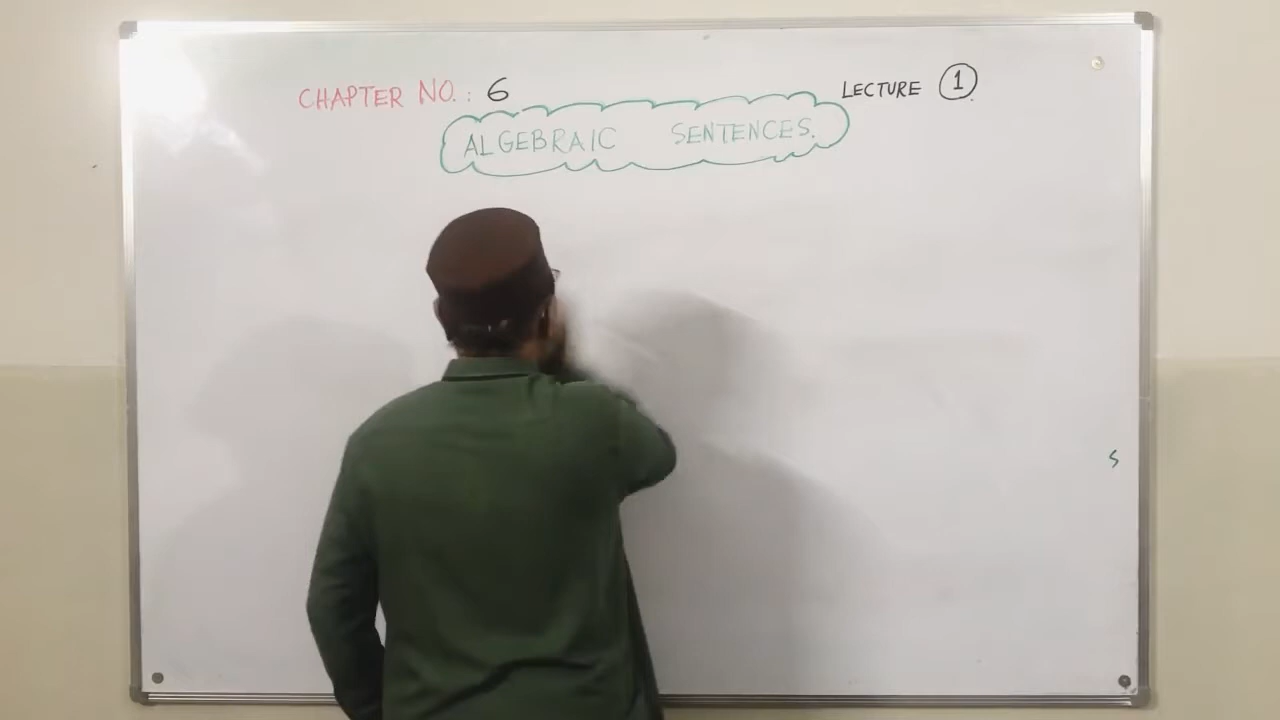 CHAPTER NO. : 6
LECTURE 1
ALGEBRAIC SENTENCES.
S